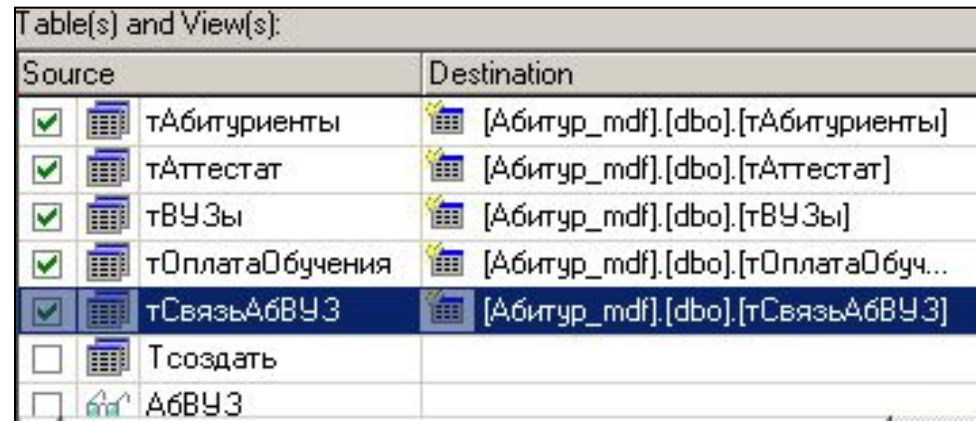 Table(s) and View(s):
Source Destination
тАбитуриенты [Абитур_mdf].[dbo].[тАбитуриенты]
тАттестат [Абитур_mdf].[dbo].[тАттестат]
тВУЗы [Абитур_mdf].[dbo].[тВУЗы]
тОплатаОбучения [Абитур_mdf].[dbo].[тОплатаОбуч...
тСвязьАбВУЗ [Абитур_mdf].[dbo].[тСвязьАбВУЗ]
Тсоздать
АбВУЗ